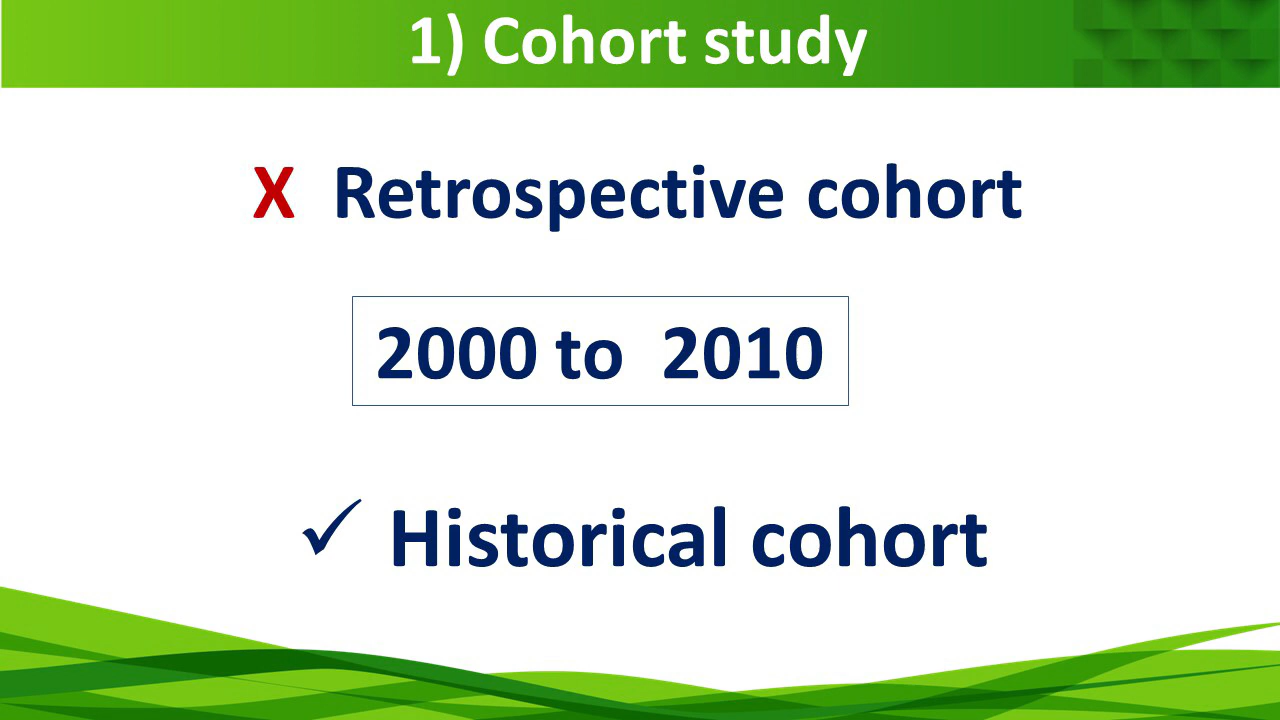 1) Cohort study
X Retrospective cohort
2000 to 2010
✓ Historical cohort